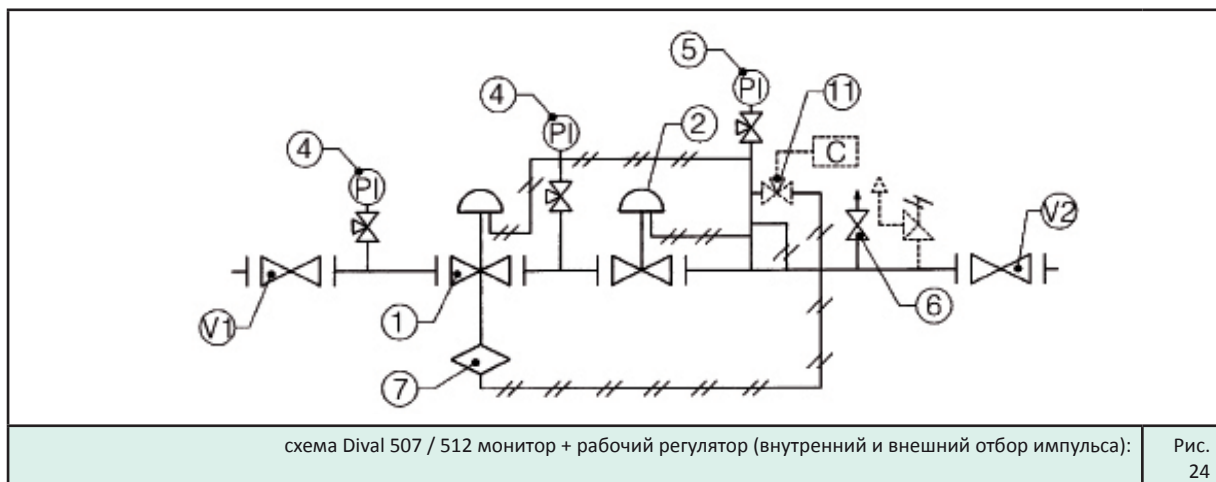 5
PI
11
4
PI
2
C
4
PI
V2
V1
1
6
7
схема Dival 507 / 512 монитор + рабочий регулятор (внутренний и внешний отбор импульса):
Рис.
24